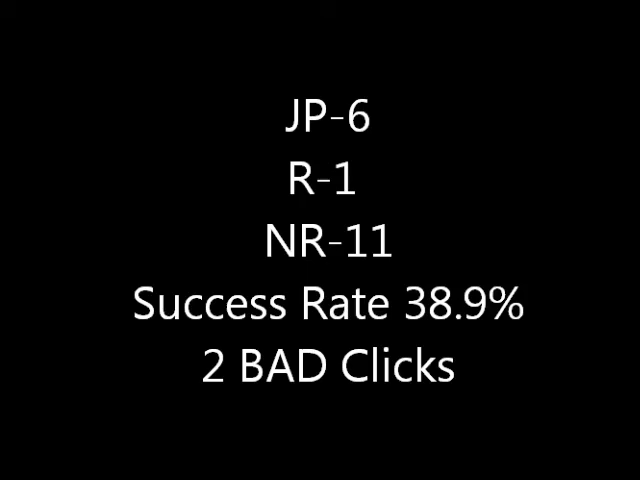 JP-6
R-1
NR-11
Success Rate 38.9%
2 BAD Clicks